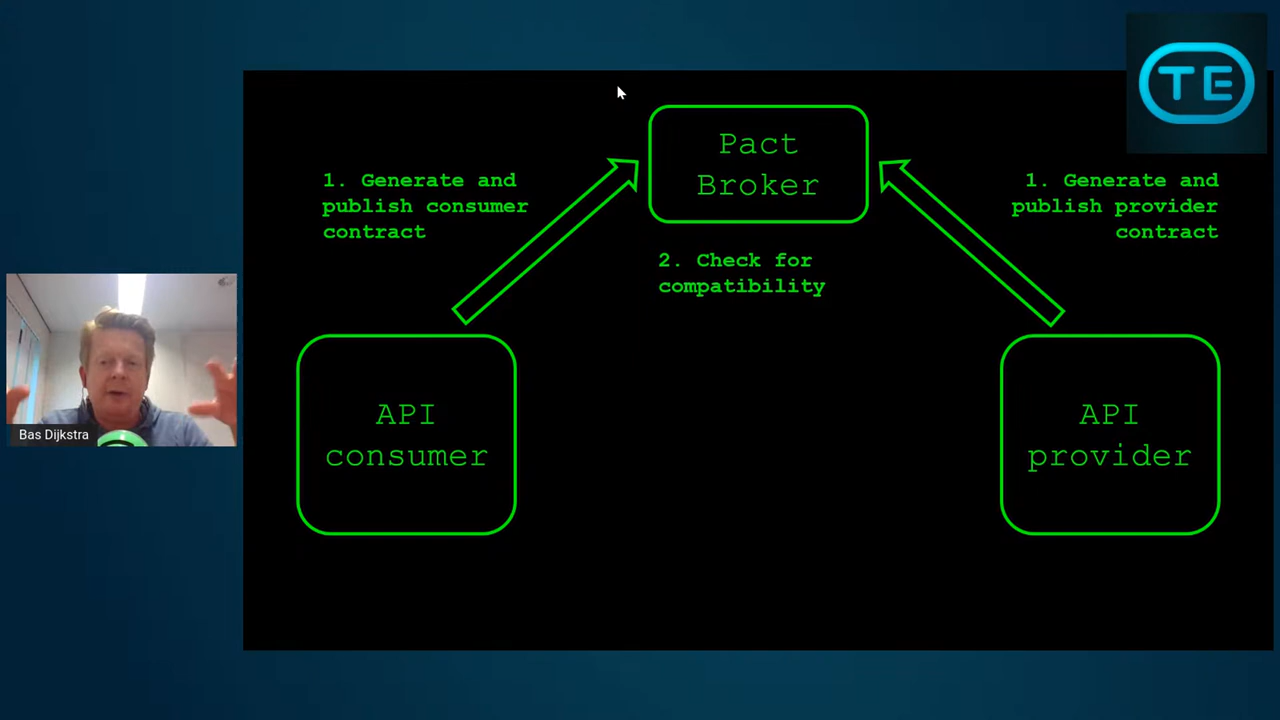 TE
Pact
Broker
1. Generate and
publish consumer
contract
1. Generate and
publish provider
contract
2. Check for
compatibility
API
consumer
API
provider
Bas Dijkstra